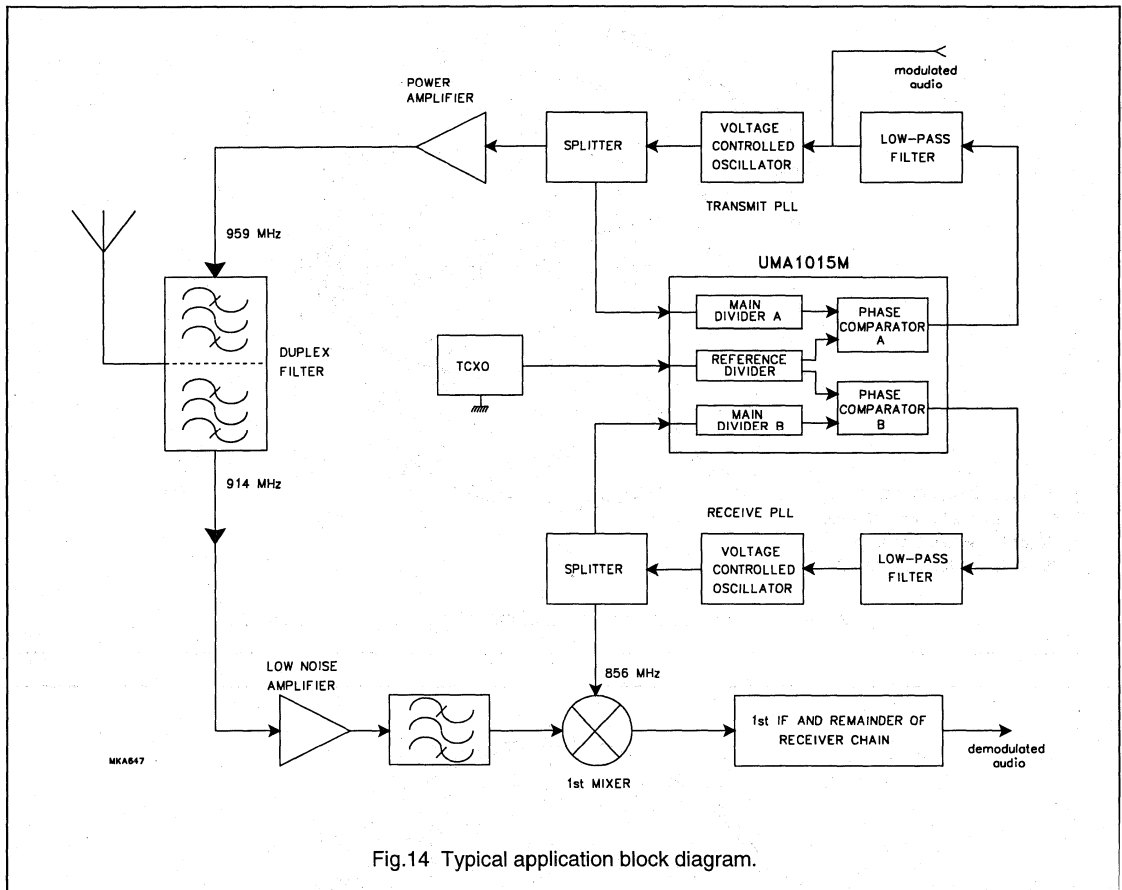 modulated
audio
POWER
AMPLIFIER
SPLITTER
VOLTAGE
CONTROLLED
OSCILLATOR
LOW-PASS
FILTER
TRANSMIT PLL
959 MHz
UMA1015M
MAIN
DIVIDER A
PHASE
COMPARATOR
A
DUPLEX
FILTER
TCXO
REFERENCE
DIVIDER
MAIN
DIVIDER B
PHASE
COMPARATOR
B
914 MHz
RECEIVE PLL
SPLITTER
VOLTAGE
CONTROLLED
OSCILLATOR
LOW-PASS
FILTER
LOW NOISE
AMPLIFIER
856 MHz
1st IF AND REMAINDER OF
RECEIVER CHAIN
demodulated
audio
MKA647
1st MIXER
Fig.14 Typical application block diagram.